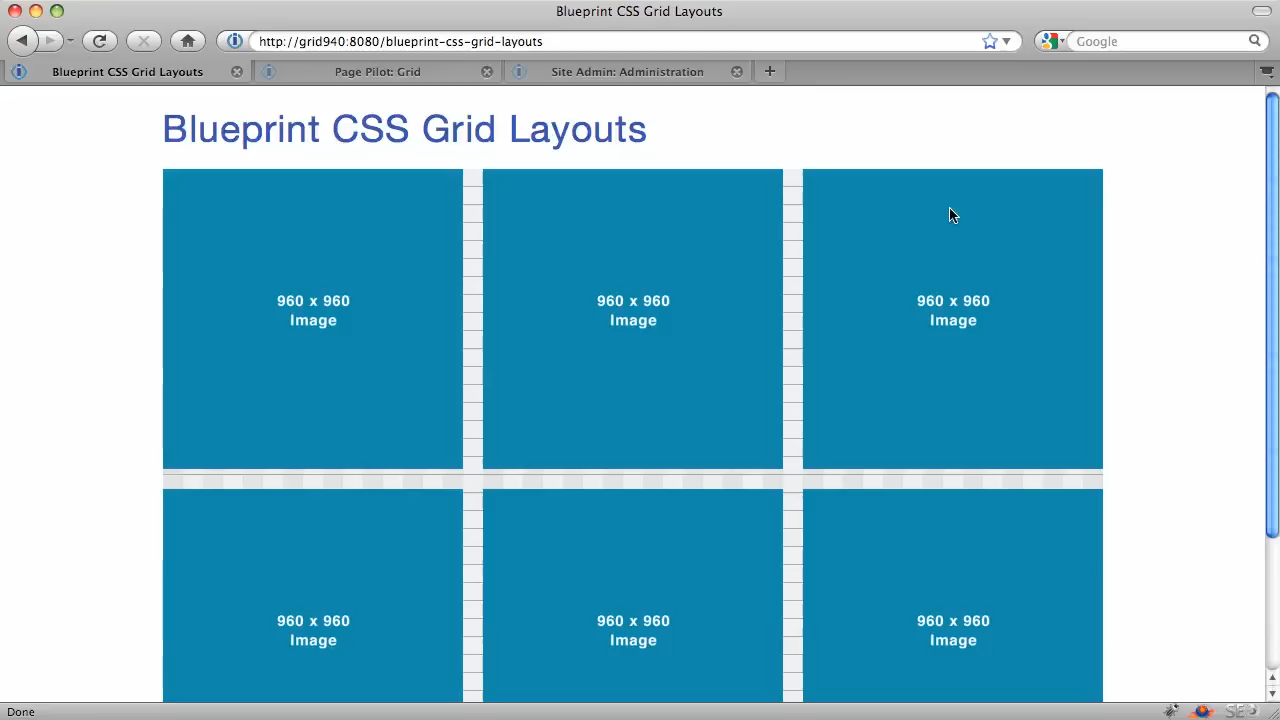 Blueprint CSS Grid Layouts
http://grid940:8080/blueprint-css-grid-layouts
Google
Blueprint CSS Grid Layouts
Page Pilot: Grid
Site Admin: Administration
Blueprint CSS Grid Layouts
960 x 960
Image
960 x 960
Image
960 x 960
Image
960 x 960
Image
960 x 960
Image
960 x 960
Image
Done